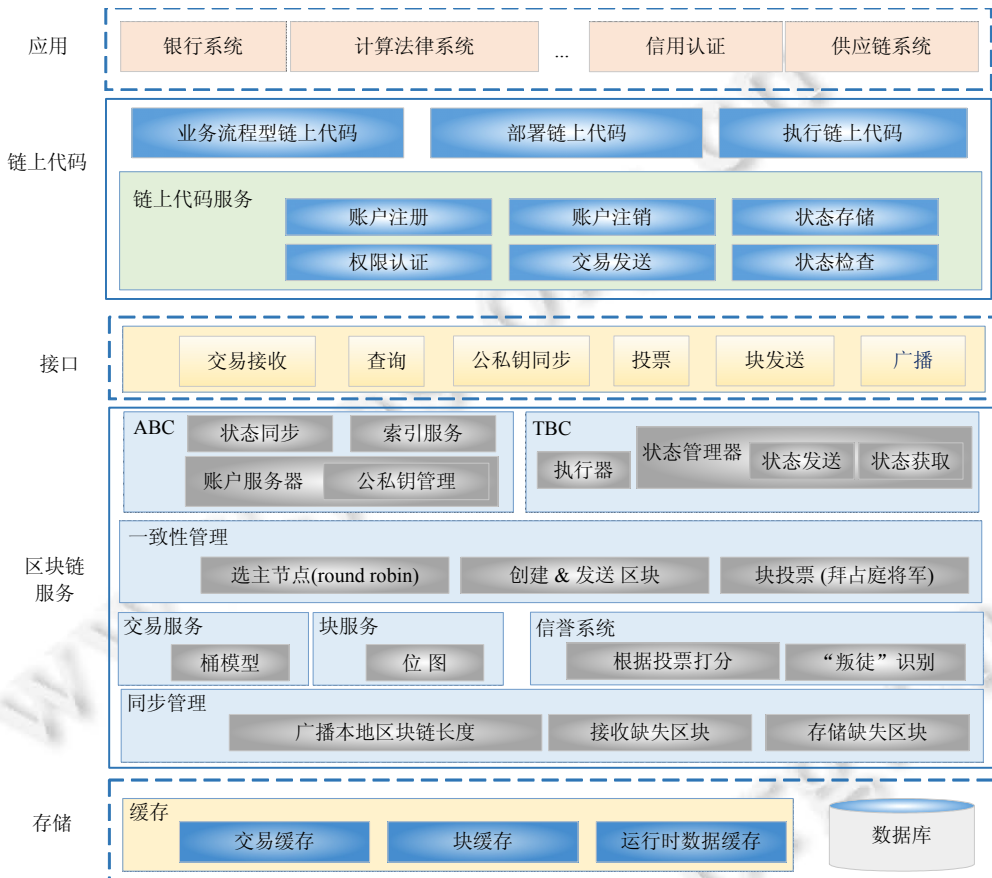 应用
银行系统
计算法律系统
...
信用认证
供应链系统
链上代码
业务流程型链上代码
部署链上代码
执行链上代码
链上代码服务
账户注册
账户注销
状态存储
权限认证
交易发送
状态检查
接口
交易接收
查询
公私钥同步
投票
块发送
广播
区块链
服务
ABC
状态同步
索引服务
账户服务器
公私钥管理
TBC
执行器
状态管理器
状态发送
状态获取
一致性管理
选主节点(round robin)
创建 & 发送 区块
块投票 (拜占庭将军)
交易服务
桶模型
块服务
位 图
信誉系统
根据投票打分
“叛徒”识别
同步管理
广播本地区块链长度
接收缺失区块
存储缺失区块
存储
缓存
交易缓存
块缓存
运行时数据缓存
数据库